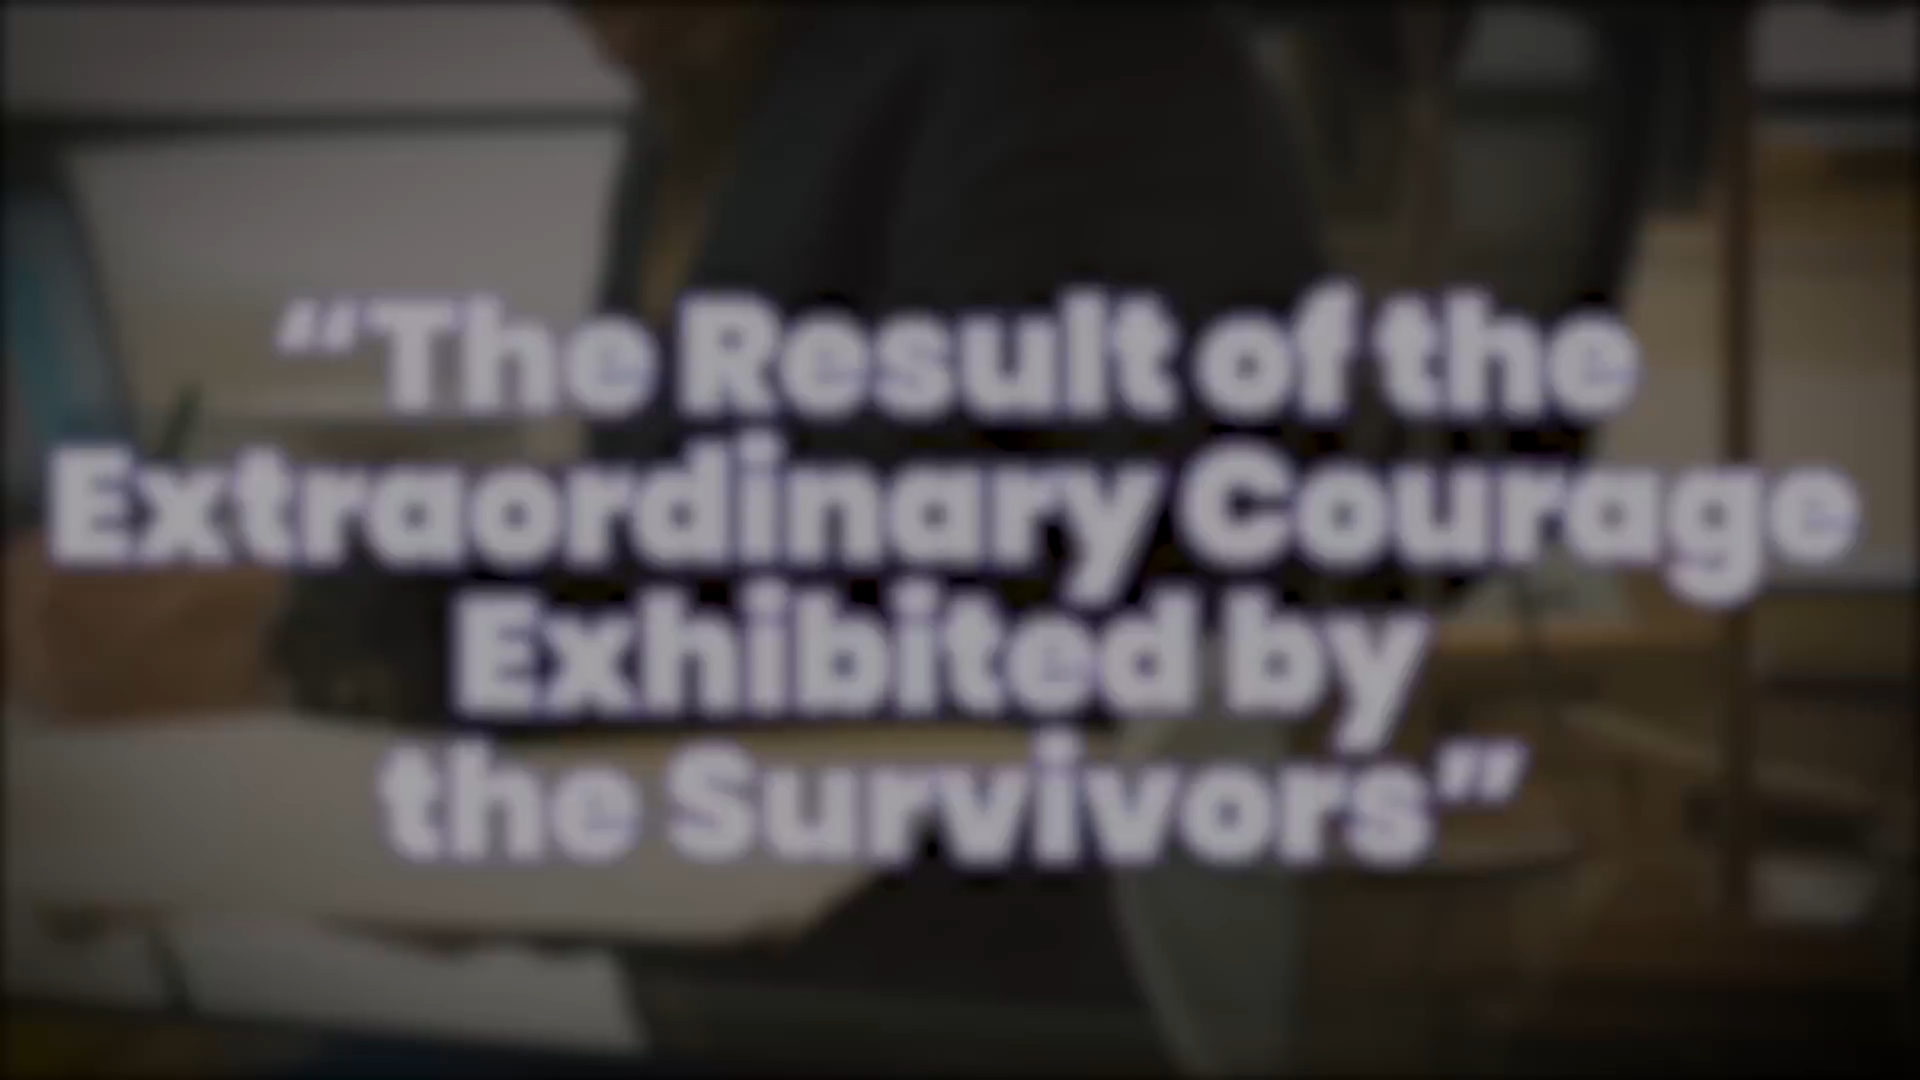 “The Result of the
Extraordinary Courage
Exhibited by
the Survivors”